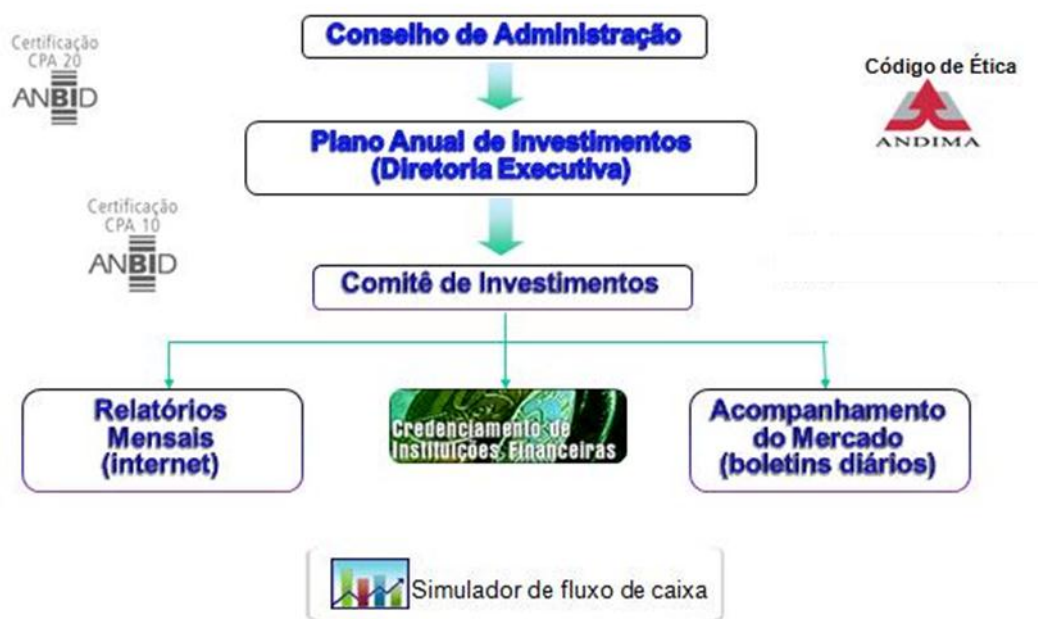 Certificação
CPA 20
ANBID
Conselho de Administração
Código de Ética
ANDIMA
Plano Anual de Investimentos
(Diretoria Executiva)
Certificação
CPA 10
ANBID
Comitê de Investimentos
Relatórios
Mensais
(internet)
Credenciamento de
Instituições Financeiras
Acompanhamento
do Mercado
(boletins diários)
Simulador de fluxo de caixa